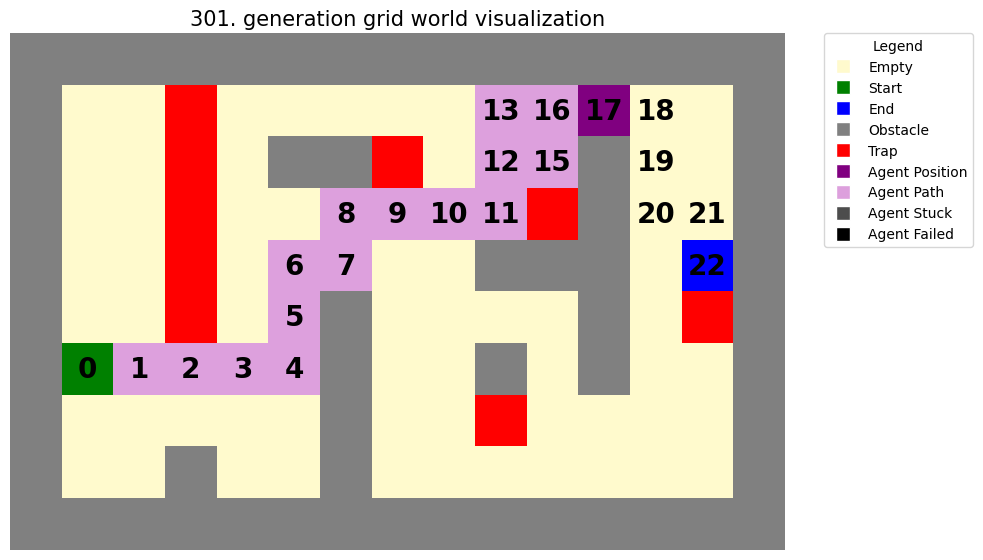 301. generation grid world visualization
13 16 17 18
12 15 19
8 9 10 11 20 21
6 7 22
5
0 1 2 3 4
Legend
Empty
Start
End
Obstacle
Trap
Agent Position
Agent Path
Agent Stuck
Agent Failed